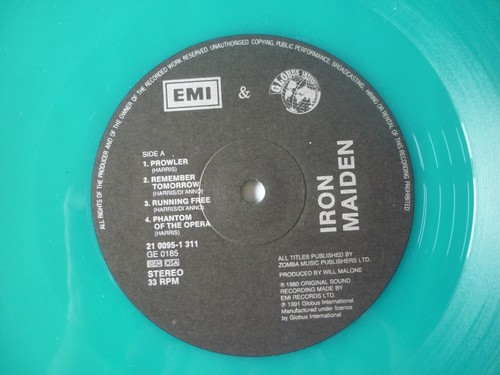 ALL RIGHTS OF THE PRODUCER AND OF THE OWNER OF THE RECORDED WORK RESERVED. UNAUTHORISED COPYING, PUBLIC PERFORMANCE, BROADCASTING, HIRING OR RENTAL OF THIS RECORDING PROHIBITED
EMI & GLOBUS INTERNATIONAL
SIDE A
1. PROWLER
(HARRIS)
2. REMEMBER
TOMORROW
(HARRIS/DI'ANNO)
3. RUNNING FREE
(HARRIS/DI'ANNO)
4. PHANTOM
OF THE OPERA
(HARRIS)
21 0095-1 311
GE 0185
BIEM OSA
STEREO
33 RPM
IRON
MAIDEN
ALL TITLES PUBLISHED BY
ZOMBA MUSIC PUBLISHERS LTD.
PRODUCED BY WILL MALONE
℗ 1980 ORIGINAL SOUND
RECORDING MADE BY
EMI RECORDS LTD.
℗ 1991 Globus International
Manufactured under licence
by Globus International